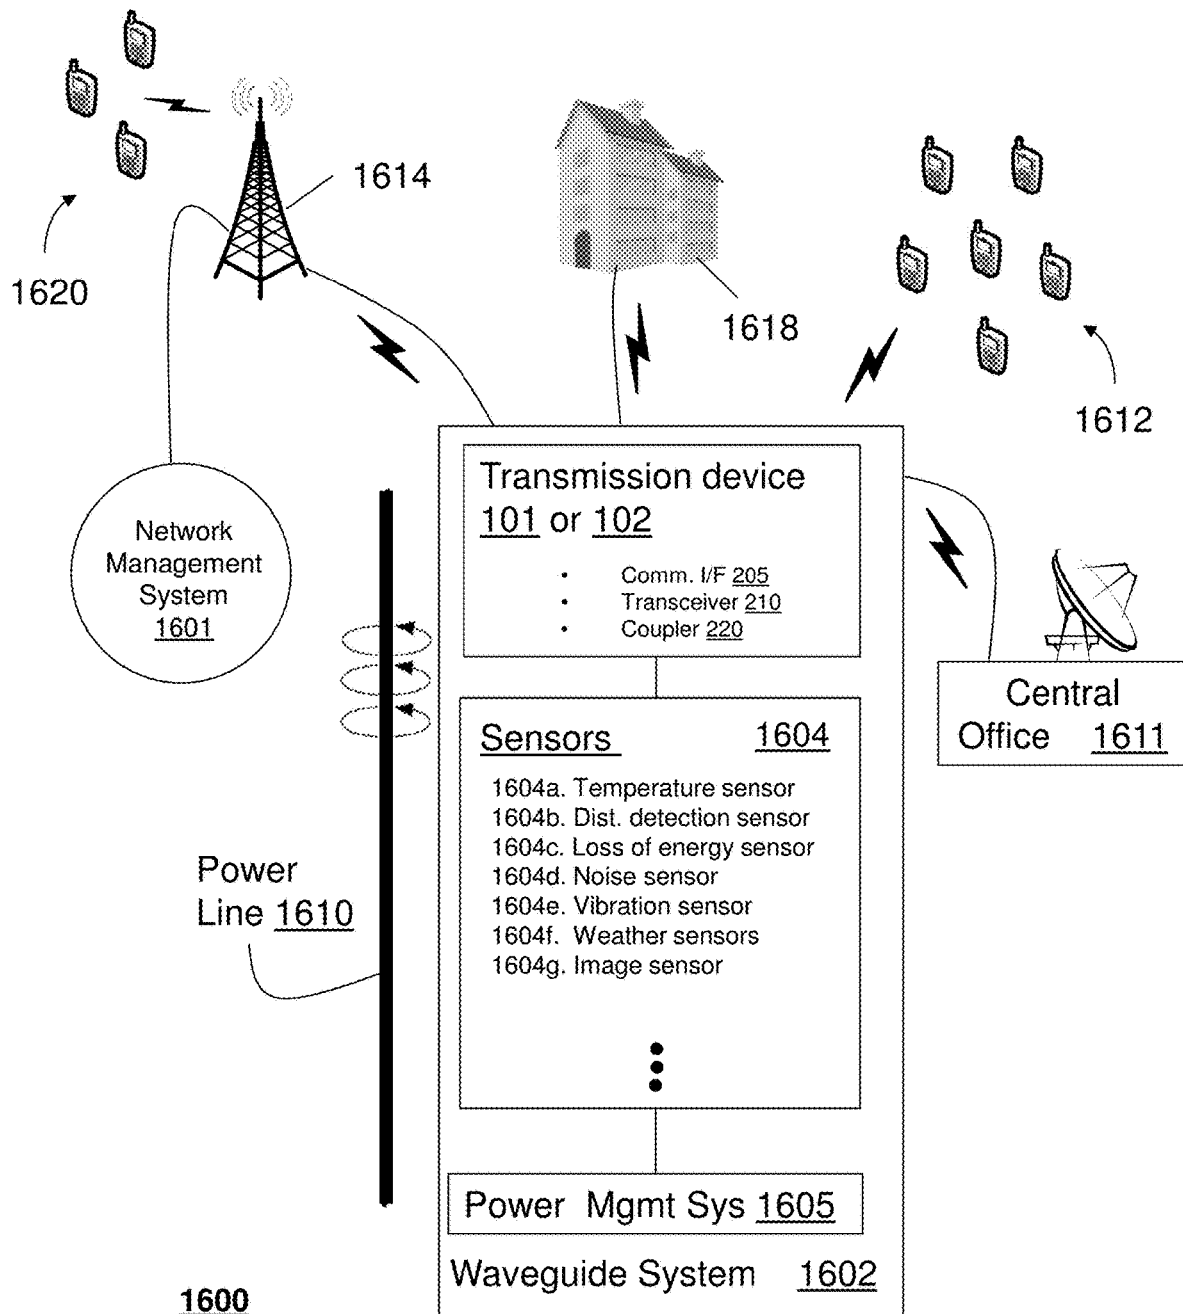 1614
1620
1618
1612
Transmission device
101 or 102
• Comm. I/F 205
• Transceiver 210
• Coupler 220
Network
Management
System
1601
Central
Office 1611
Sensors 1604
1604a. Temperature sensor
1604b. Dist. detection sensor
1604c. Loss of energy sensor
1604d. Noise sensor
1604e. Vibration sensor
1604f. Weather sensors
1604g. Image sensor
Power
Line 1610
Power Mgmt Sys 1605
Waveguide System 1602
1600